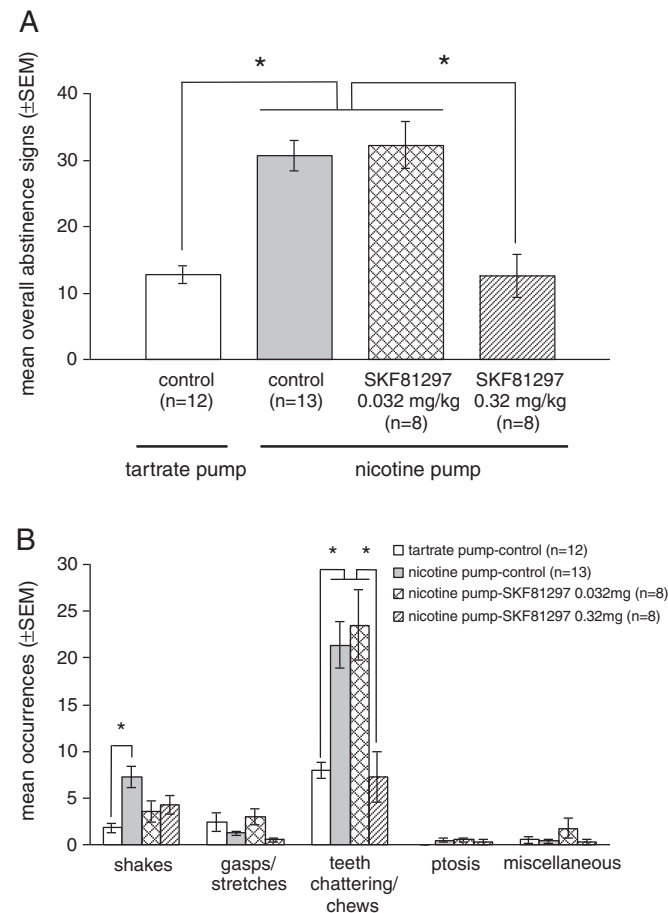 A
mean overall abstinence signs (±SEM)
*
*
40
30
20
10
0
control
(n=12)
control
(n=13)
SKF81297
0.032 mg/kg
(n=8)
SKF81297
0.32 mg/kg
(n=8)
tartrate pump
nicotine pump
B
mean occurrences (±SEM)
30
25
20
15
10
5
0
*
* *
tartrate pump-control (n=12)
nicotine pump-control (n=13)
nicotine pump-SKF81297 0.032mg (n=8)
nicotine pump-SKF81297 0.32mg (n=8)
shakes
gasps/
stretches
teeth
chattering/
chews
ptosis
miscellaneous